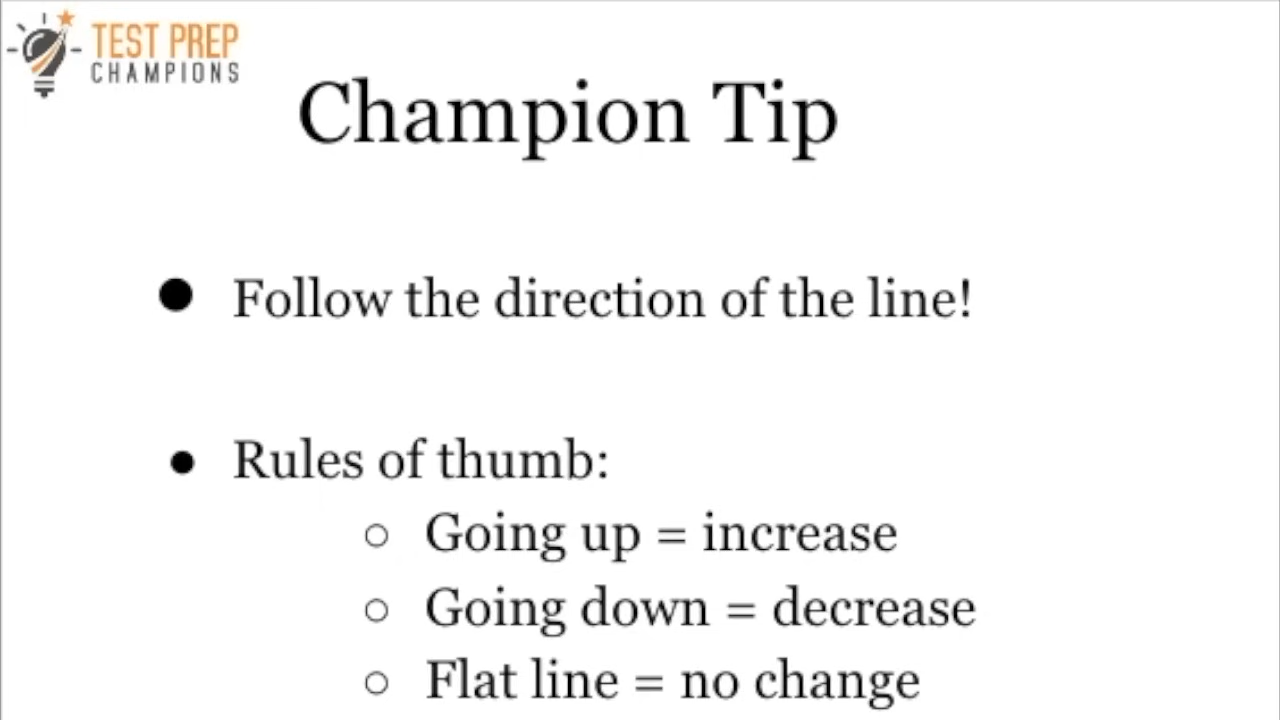 TEST PREP
CHAMPIONS
Champion Tip
● Follow the direction of the line!
● Rules of thumb:
○ Going up = increase
○ Going down = decrease
○ Flat line = no change